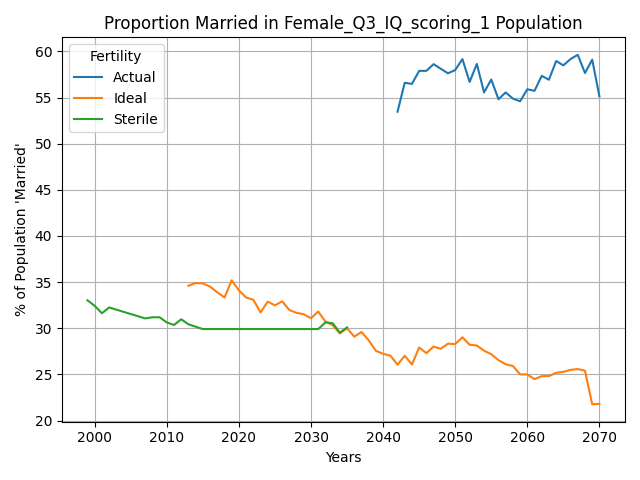 Proportion Married in Female_Q3_IQ_scoring_1 Population
Fertility
Actual
Ideal
Sterile
% of Population 'Married'
60
55
50
45
40
35
30
25
20
2000
2010
2020
2030
2040
2050
2060
2070
Years